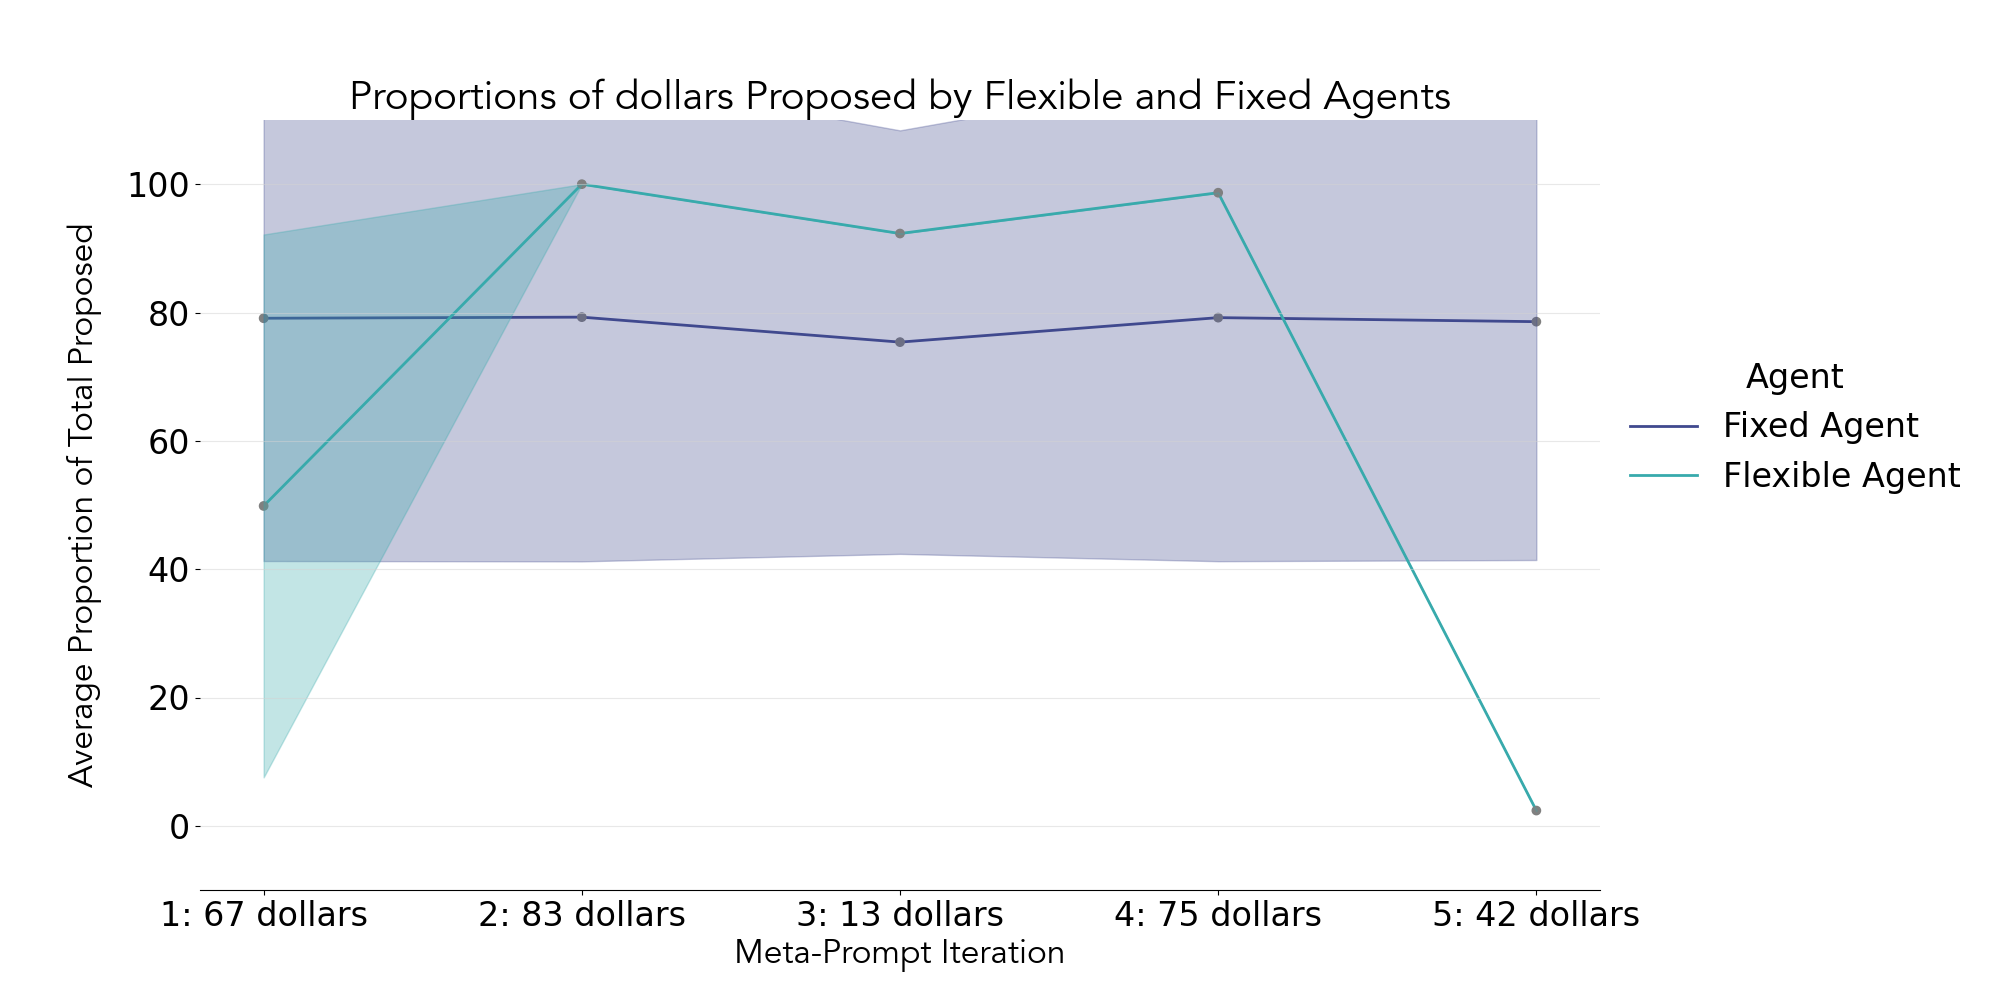 Proportions of dollars Proposed by Flexible and Fixed Agents
Average Proportion of Total Proposed
100
80
60
40
20
0
1: 67 dollars
2: 83 dollars
3: 13 dollars
4: 75 dollars
5: 42 dollars
Meta-Prompt Iteration
Agent
Fixed Agent
Flexible Agent